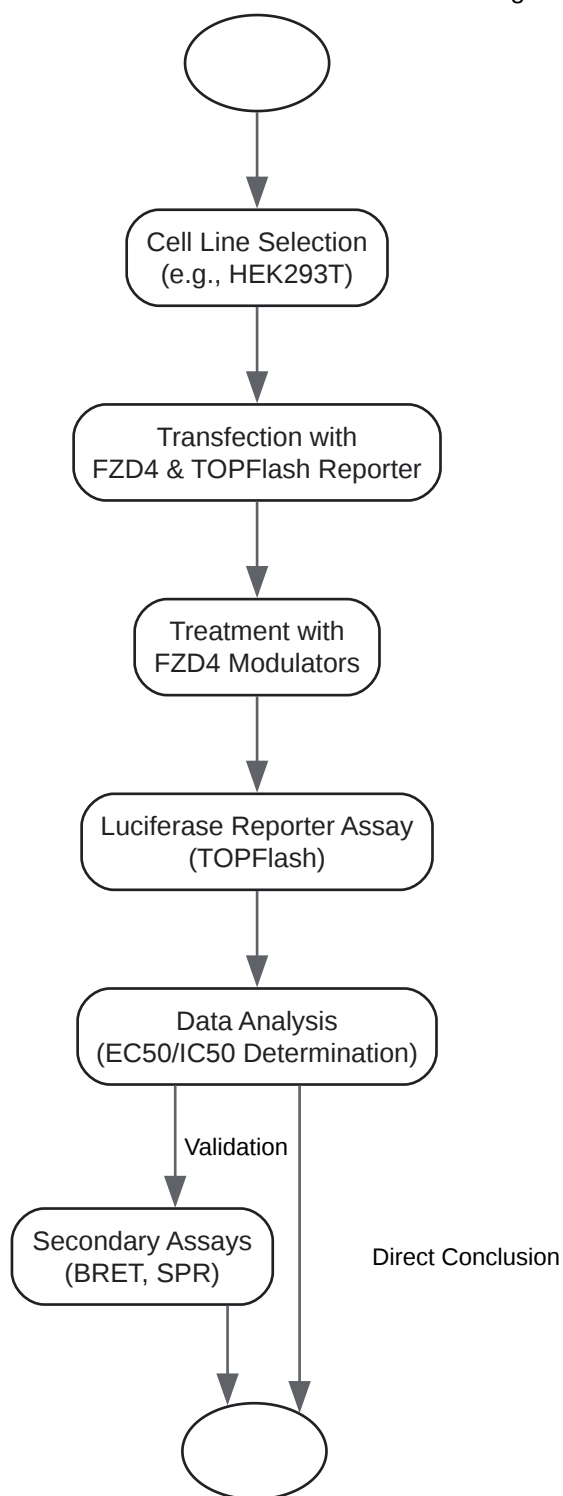 Cell Line Selection
(e.g., HEK293T)
Transfection with
FZD4 & TOPFlash Reporter
Treatment with
FZD4 Modulators
Luciferase Reporter Assay
(TOPFlash)
Data Analysis
(EC50/IC50 Determination)
Validation
Secondary Assays
(BRET, SPR)
Direct Conclusion